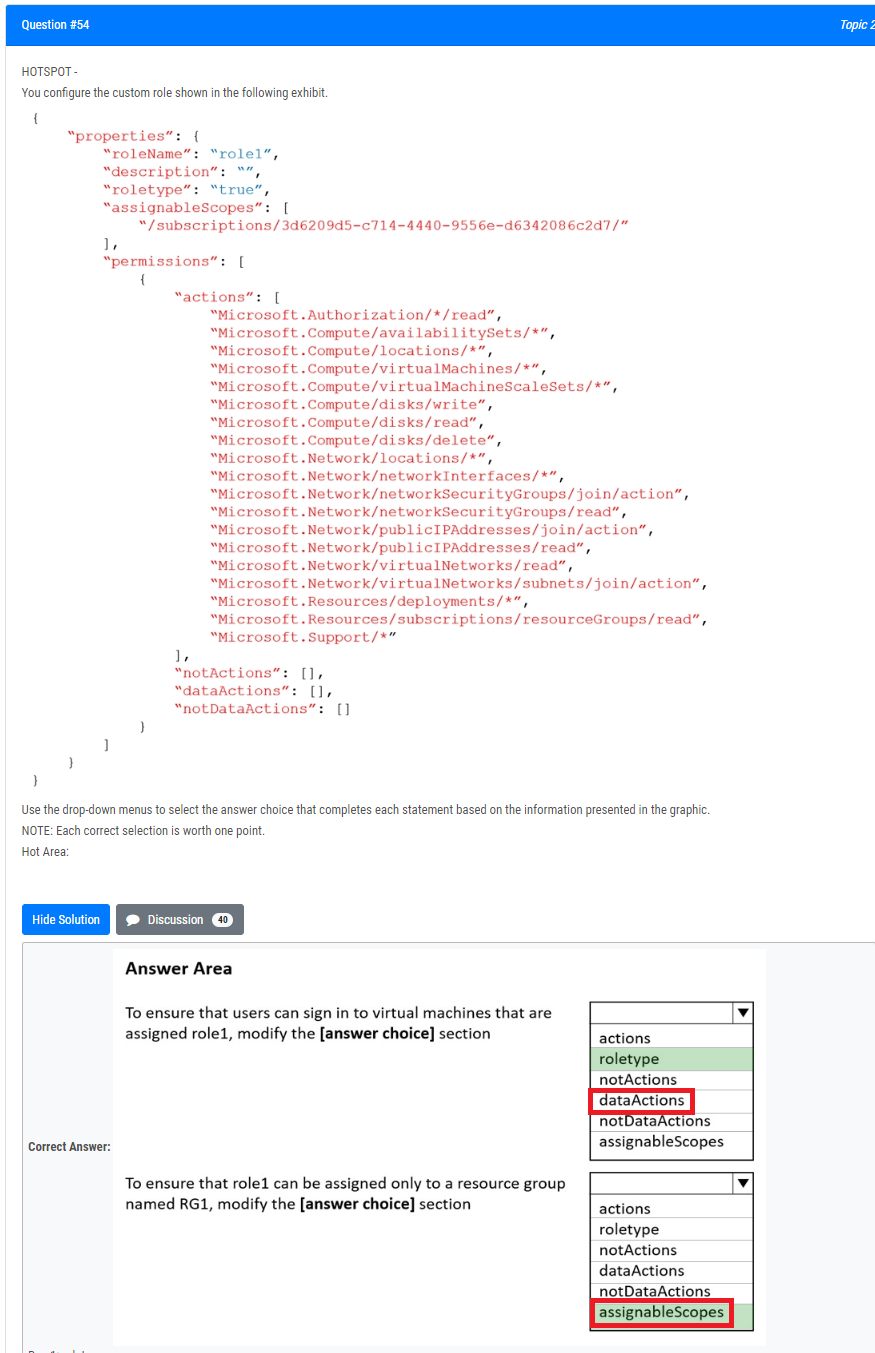 Question #54
Topic 2
HOTSPOT -
You configure the custom role shown in the following exhibit.
{
“properties”: {
“roleName”: “role1”,
“description”: “”,
“roletype”: “true”,
“assignableScopes”: [
“/subscriptions/3d6209d5-c714-4440-9556e-d6342086c2d7/”
],
“permissions”: [
{
“actions”: [
“Microsoft.Authorization/*/read”,
“Microsoft.Compute/availabilitySets/*”,
“Microsoft.Compute/locations/*”,
“Microsoft.Compute/virtualMachines/*”,
“Microsoft.Compute/virtualMachineScaleSets/*”,
“Microsoft.Compute/disks/write”,
“Microsoft.Compute/disks/read”,
“Microsoft.Compute/disks/delete”,
“Microsoft.Network/locations/*”,
“Microsoft.Network/networkInterfaces/*”,
“Microsoft.Network/networkSecurityGroups/join/action”,
“Microsoft.Network/networkSecurityGroups/read”,
“Microsoft.Network/publicIPAddresses/join/action”,
“Microsoft.Network/publicIPAddresses/read”,
“Microsoft.Network/virtualNetworks/read”,
“Microsoft.Network/virtualNetworks/subnets/join/action”,
“Microsoft.Resources/deployments/*”,
“Microsoft.Resources/subscriptions/resourceGroups/read”,
“Microsoft.Support/*”
],
“notActions”: [],
“dataActions”: [],
“notDataActions”: []
}
]
}
}
Use the drop-down menus to select the answer choice that completes each statement based on the information presented in the graphic.
NOTE: Each correct selection is worth one point.
Hot Area:
Hide Solution
Discussion 40
Correct Answer:
Answer Area
To ensure that users can sign in to virtual machines that are
assigned role1, modify the [answer choice] section
actions
roletype
notActions
dataActions
notDataActions
assignableScopes
To ensure that role1 can be assigned only to a resource group
named RG1, modify the [answer choice] section
actions
roletype
notActions
dataActions
notDataActions
assignableScopes